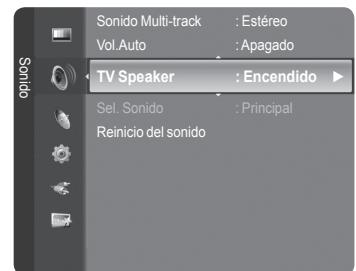 Sonido
Sonido Multi-track : Estéreo
Vol.Auto : Apagado
TV Speaker : Encendido
Sel. Sonido : Principal
Reinicio del sonido